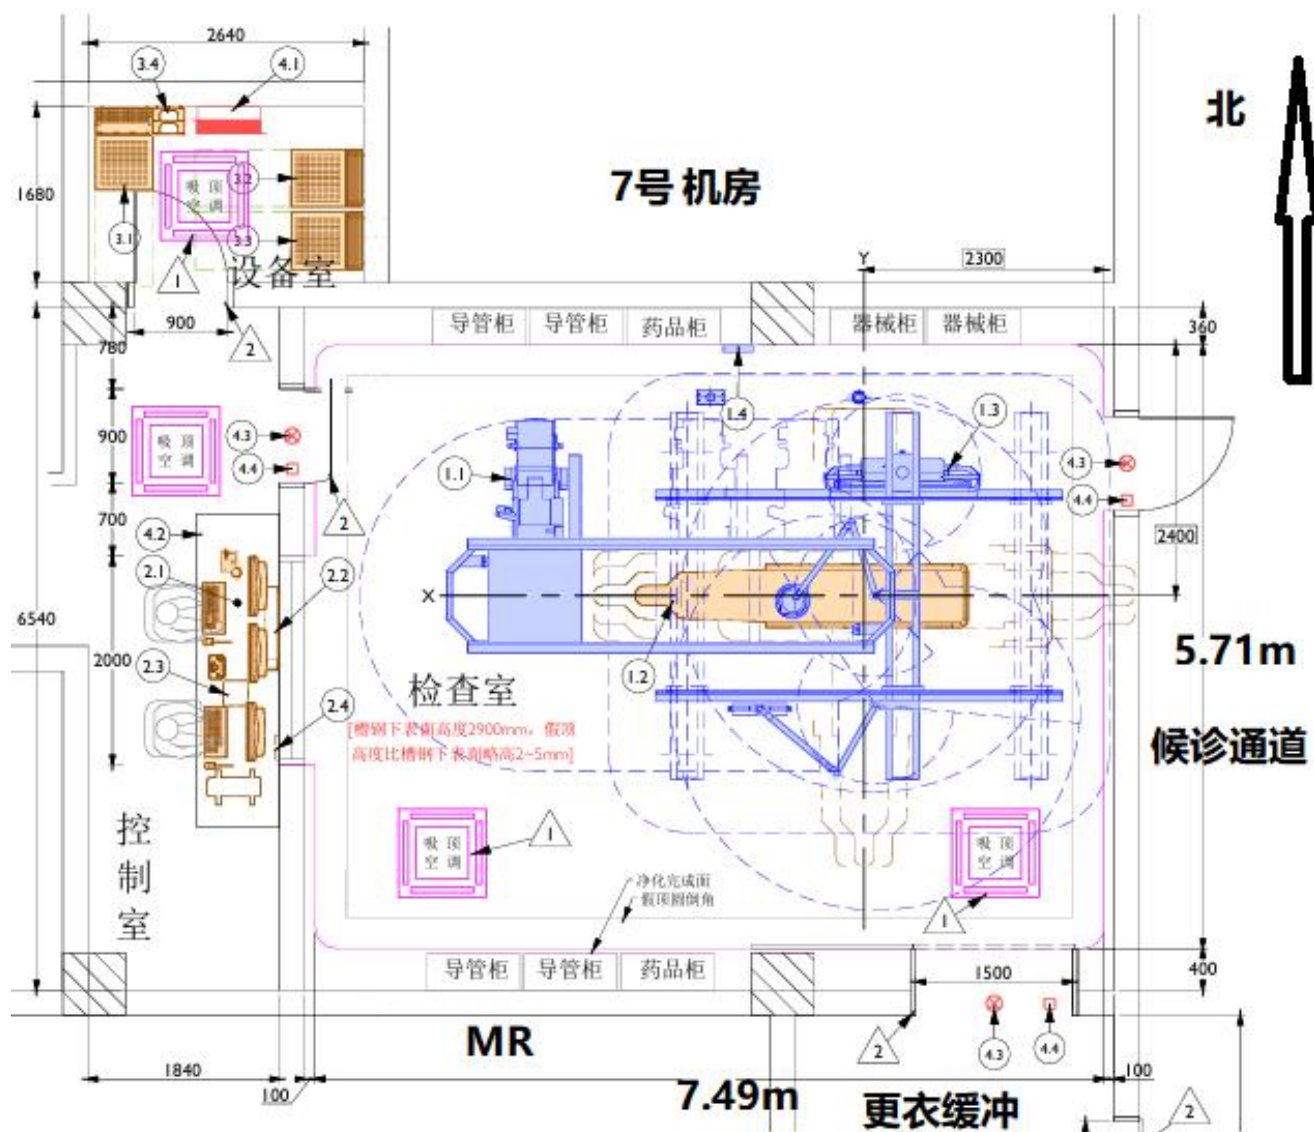 2640
3.4
4.1
北
1680
吸 顶
空 调
3.2
7号 机房
3.1
3.3
1
设备室
Y
2300
900
2
导管柜
导管柜
药品柜
器械柜
器械柜
360
780
1.4
1.3
900
吸 顶
空 调
4.3
4.4
1.1
4.3
4.4
700
4.2
2
2400
2.1
2.2
X
6540
2000
2.3
1.2
5.71m
检查室
2.4
[槽钢下表面高度2900mm，假顶
高度比槽钢下表面略高2~5mm]
候诊通道
控制室
吸 顶
空 调
1
净化完成面
假顶圆倒角
吸 顶
空 调
1
导管柜
导管柜
药品柜
1500
400
MR
2
4.3
4.4
1840
100
7.49m
更衣缓冲
100
2